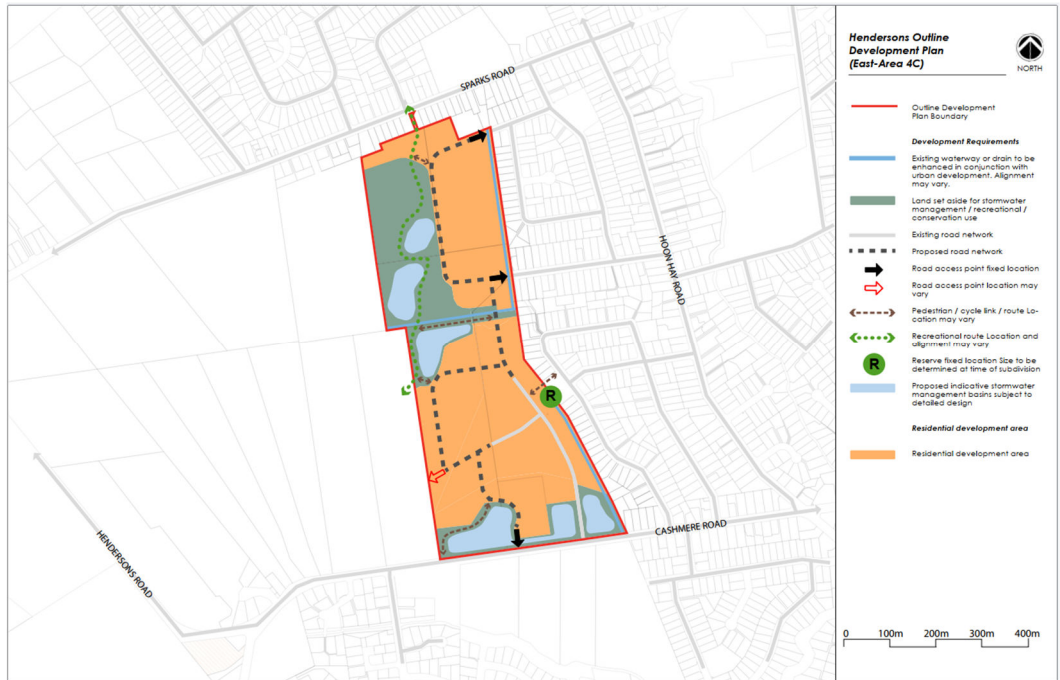 Hendersons Outline
Development Plan
(East-Area 4C)
NORTH
Outline Development
Plan Boundary
Development Requirements
Existing waterway or drain to be
enhanced in conjunction with
urban development. Alignment
may vary.
Land set aside for stormwater
management / recreational /
conservation use
Existing road network
Proposed road network
Road access point fixed location
Road access point location may
vary
Pedestrian / cycle link / route Lo-
cation may vary
Recreational route Location and
alignment may vary
R
Reserve fixed location Size to be
determined at time of subdivision
Proposed indicative stormwater
management basins subject to
detailed design
Residential development area
Residential development area
0 100m 200m 300m 400m
SPARKS ROAD
HOON HAY ROAD
R
CASHMERE ROAD
HENDERSONS ROAD